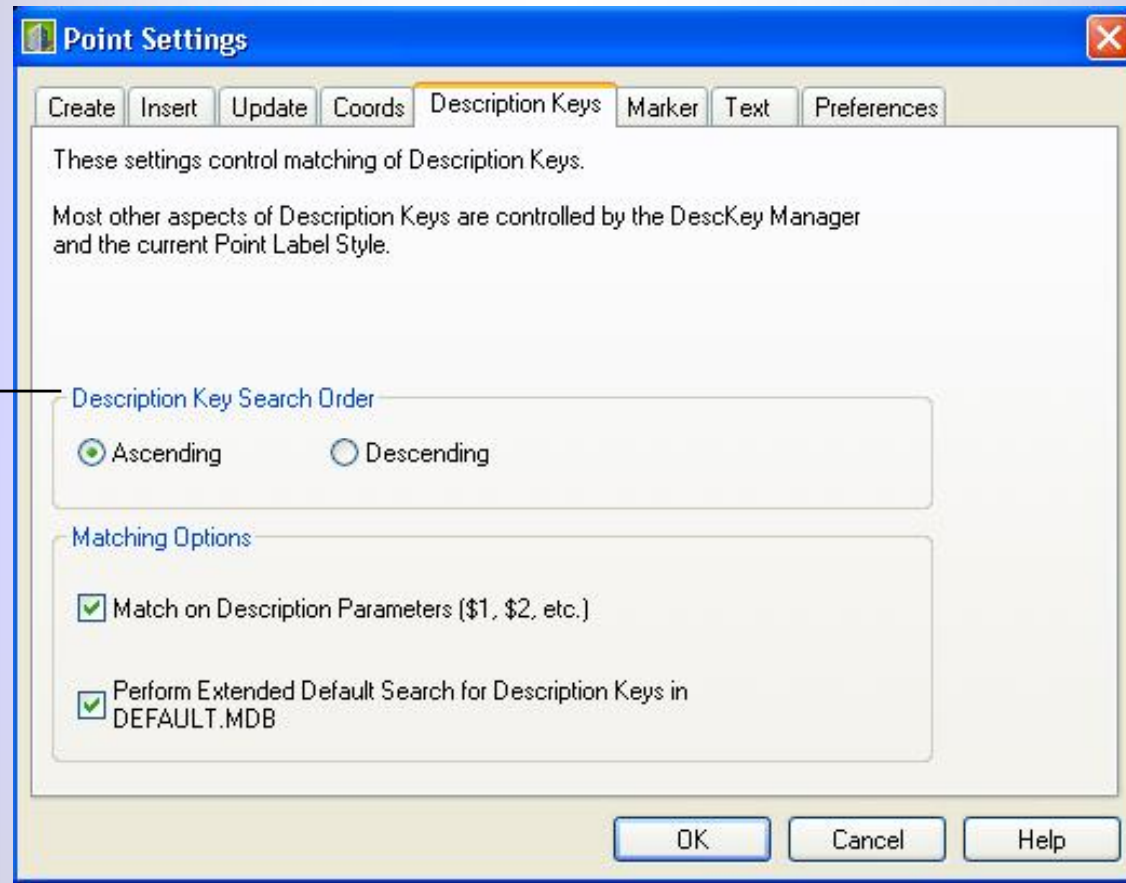 Point Settings
Create Insert Update Coords Description Keys Marker Text Preferences
These settings control matching of Description Keys.
Most other aspects of Description Keys are controlled by the DescKey Manager
and the current Point Label Style.
Description Key Search Order
Ascending Descending
Matching Options
Match on Description Parameters ($1, $2, etc.)
Perform Extended Default Search for Description Keys in
DEFAULT.MDB
OK Cancel Help